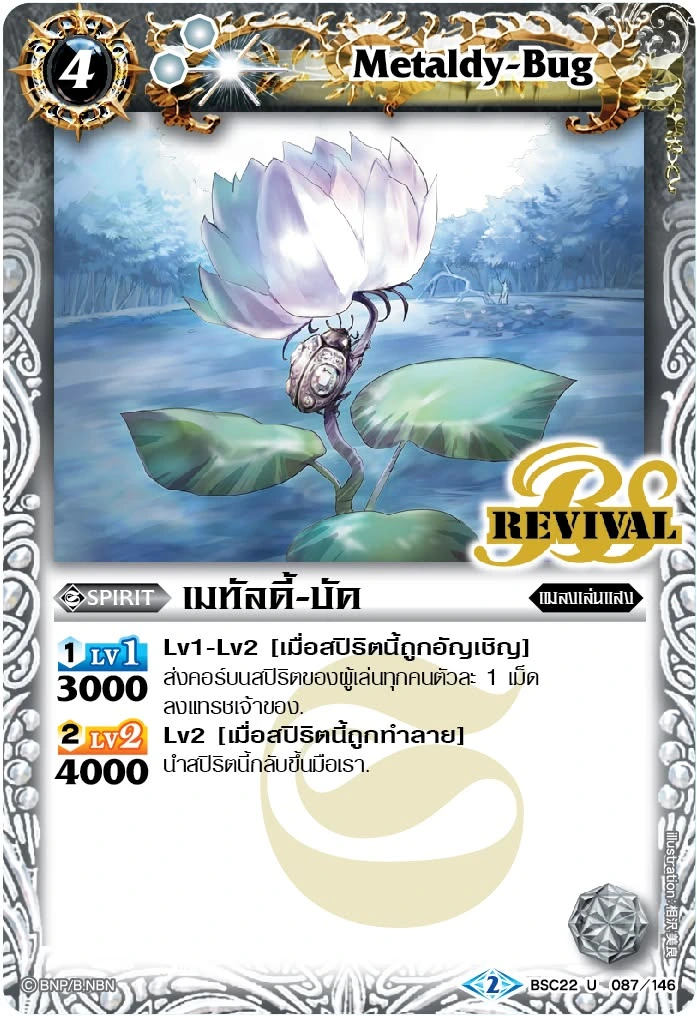 4
Metaldy-Bug
BS
REVIVAL
SPIRIT
เมทัลดี้-บัค
แมลงเล่นแสง
1 LV1
3000
Lv1-Lv2 [เมื่อสปิริตนี้ถูกอัญเชิญ]
ส่งคอร์บนสปิริตของผู้เล่นทุกคนตัวละ 1 เม็ด
ลงแทรชเจ้าของ.
2 LV2
4000
Lv2 [เมื่อสปิริตนี้ถูกทำลาย]
นำสปิริตนี้กลับขึ้นมือเรา.
illustration : 相沢 美良
©BNP/B.NBN
2
BSC22 U 087/146